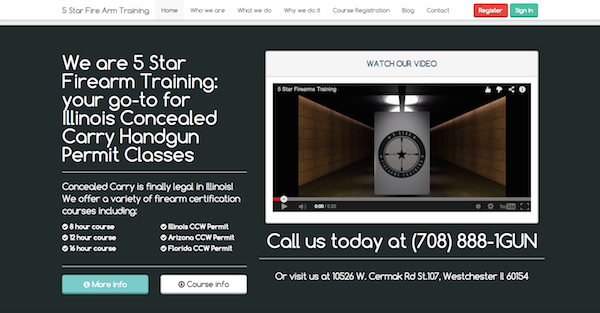 5 Star Fire Arm Training Home Who we are What we do Why we do it Course Registration Blog Contact Register Sign in
We are 5 Star
Firearm Training:
your go-to for
Illinois Concealed
Carry Handgun
Permit Classes
Concealed Carry is finally legal in Illinois!
We offer a variety of firearm certification
courses including:
8 hour course Illinois CCW Permit
12 hour course Arizona CCW Permit
16 hour course Florida CCW Permit
More info Course info
WATCH OUR VIDEO
5 Star Firearms Training
5 STAR
0:00 / 0:20 YouTube
Call us today at (708) 888-1GUN
Or visit us at 10526 W. Cermak Rd St.107, Westchester Il 60154